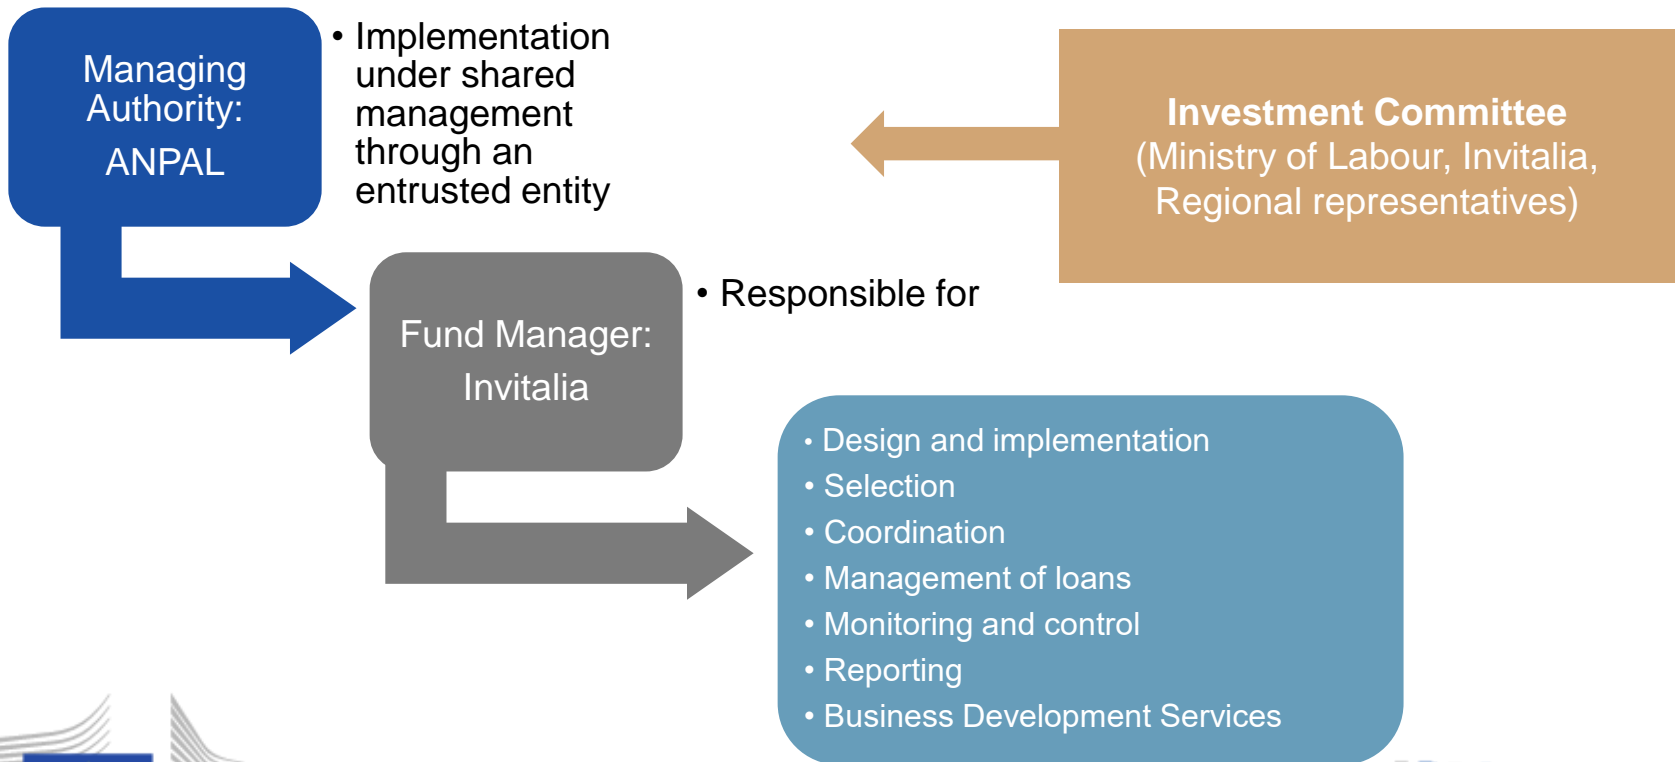 Managing
Authority:
ANPAL
• Implementation
under shared
management
through an
entrusted entity
Investment Committee
(Ministry of Labour, Invitalia,
Regional representatives)
Fund Manager:
Invitalia
• Responsible for
• Design and implementation
• Selection
• Coordination
• Management of loans
• Monitoring and control
• Reporting
• Business Development Services